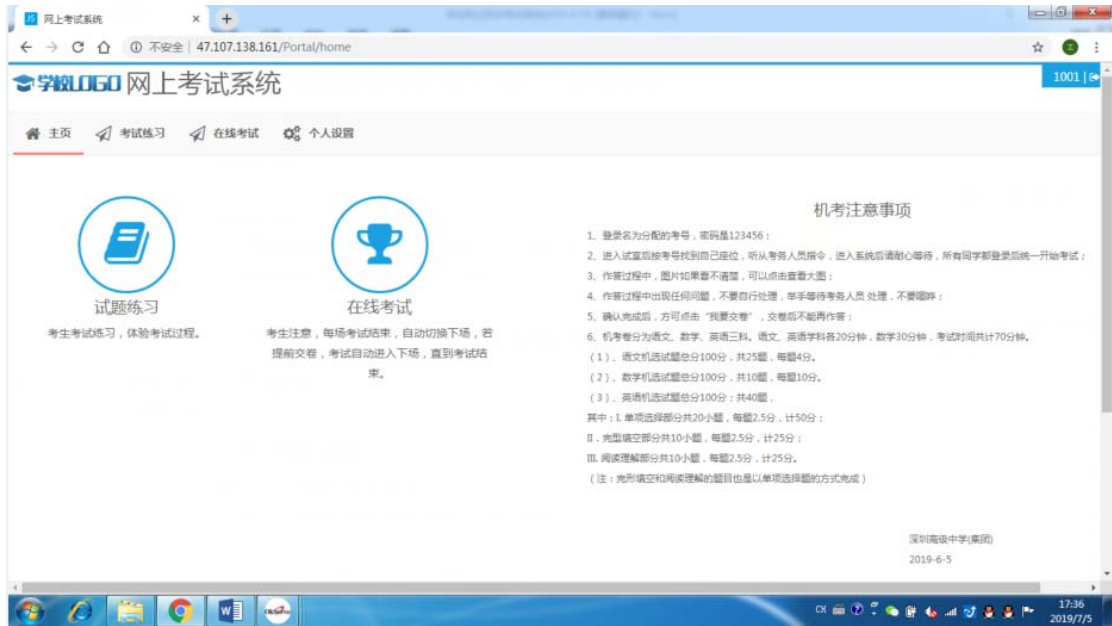 网上考试系统
不安全 | 47.107.138.161/Portal/home
学校LOGO 网上考试系统
1001
主页 考试练习 在线考试 个人设置
试题练习
考生考试练习，体验考试过程。
在线考试
考生注意，每场考试结束，自动切换下场，若
提前交卷，考试自动进入下场，直到考试结
束。
机考注意事项
1、登录名为分配的考号，密码是123456；
2、进入试室后按考号找到自己座位，听从考务人员指令，进入系统后请耐心等待，所有同学都登录后统一开始考试；
3、作答过程中，图片如果看不清楚，可以点击查看大图；
4、作答过程中出现任何问题，不要自行处理，举手等待考务人员 处理，不要喧哗；
5、确认完成后，方可点击“我要交卷”，交卷后不能再作答；
6、机考卷分为语文、数学、英语三科。语文、英语学科各20分钟，数学30分钟，考试时间共计70分钟。
（1）、语文机选试题总分100分，共25题，每题4分。
（2）、数学机选试题总分100分，共10题，每题10分。
（3）、英语机选试题总分100分；共40题，
其中：I. 单项选择部分共20小题，每题2.5分，计50分；
II．完型填空部分共10小题，每题2.5分，计25分；
III. 阅读理解部分共10小题，每题2.5分，计25分。
（注：完形填空和阅读理解的题目也是以单项选择题的方式完成）
深圳高级中学(集团)
2019-6-5
CH
17:36
2019/7/5